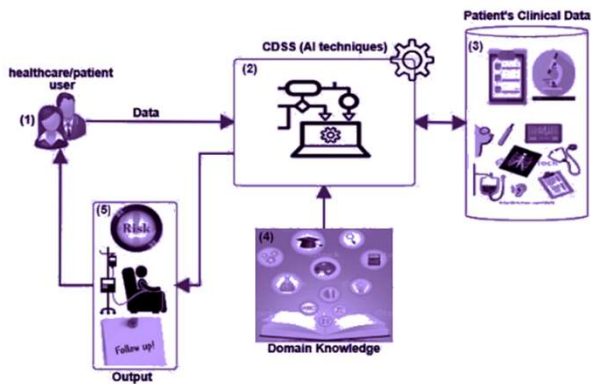 Patient's Clinical Data
CDSS (AI techniques)
(3)
(2)
healthcare/patient
user
(1)
Data
(5)
Risk
(4)
Follow up!
Domain Knowledge
Output